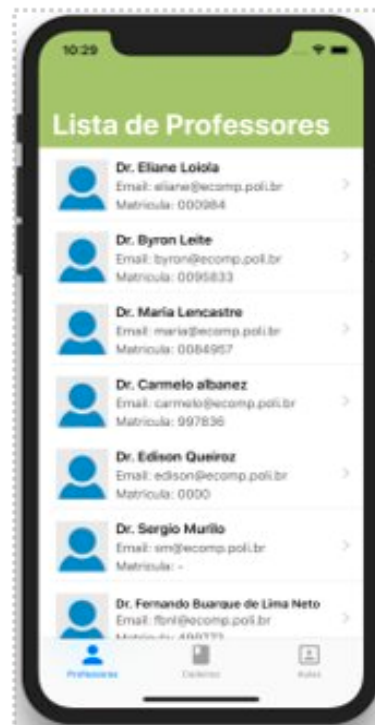 10:29
Lista de Professores
Dr. Eliane Loiola
Email: eliane@ecomp.poli.br
Matricula: 000984
Dr. Byron Leite
Email: byron@ecomp.poli.br
Matricula: 0095833
Dr. Maria Lencastre
Email: maria@ecomp.poli.br
Matricula: 0084957
Dr. Carmelo albanez
Email: carmelo@ecomp.poli.br
Matricula: 997836
Dr. Edison Queiroz
Email: edison@ecomp.poli.br
Matricula: 0000
Dr. Sergio Murilo
Email: sm@ecomp.poli.br
Matricula: -
Dr. Fernando Buarque de Lima Neto
Email: fbnl@ecomp.poli.br
Matricula: 499773
Professores Cadeiras Aulas